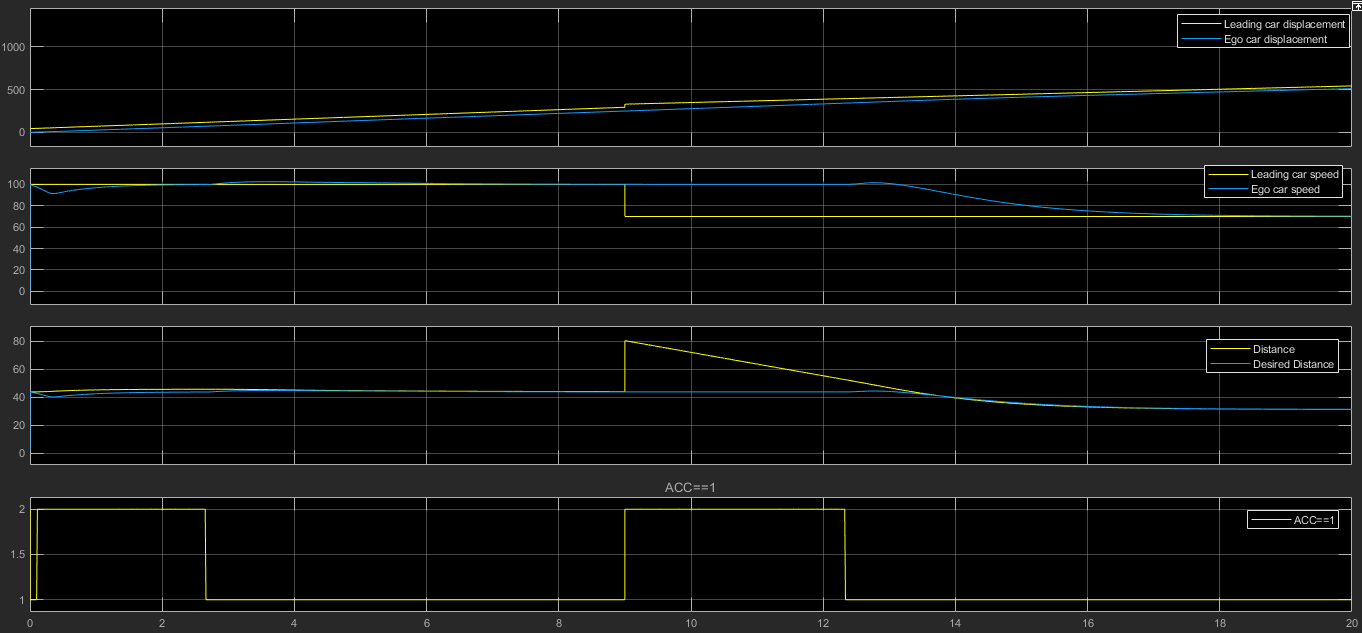 1000
500
0
Leading car displacement
Ego car displacement
100
80
60
40
20
0
Leading car speed
Ego car speed
80
60
40
20
0
Distance
Desired Distance
ACC==1
2
1.5
1
ACC==1
0 2 4 6 8 10 12 14 16 18 20